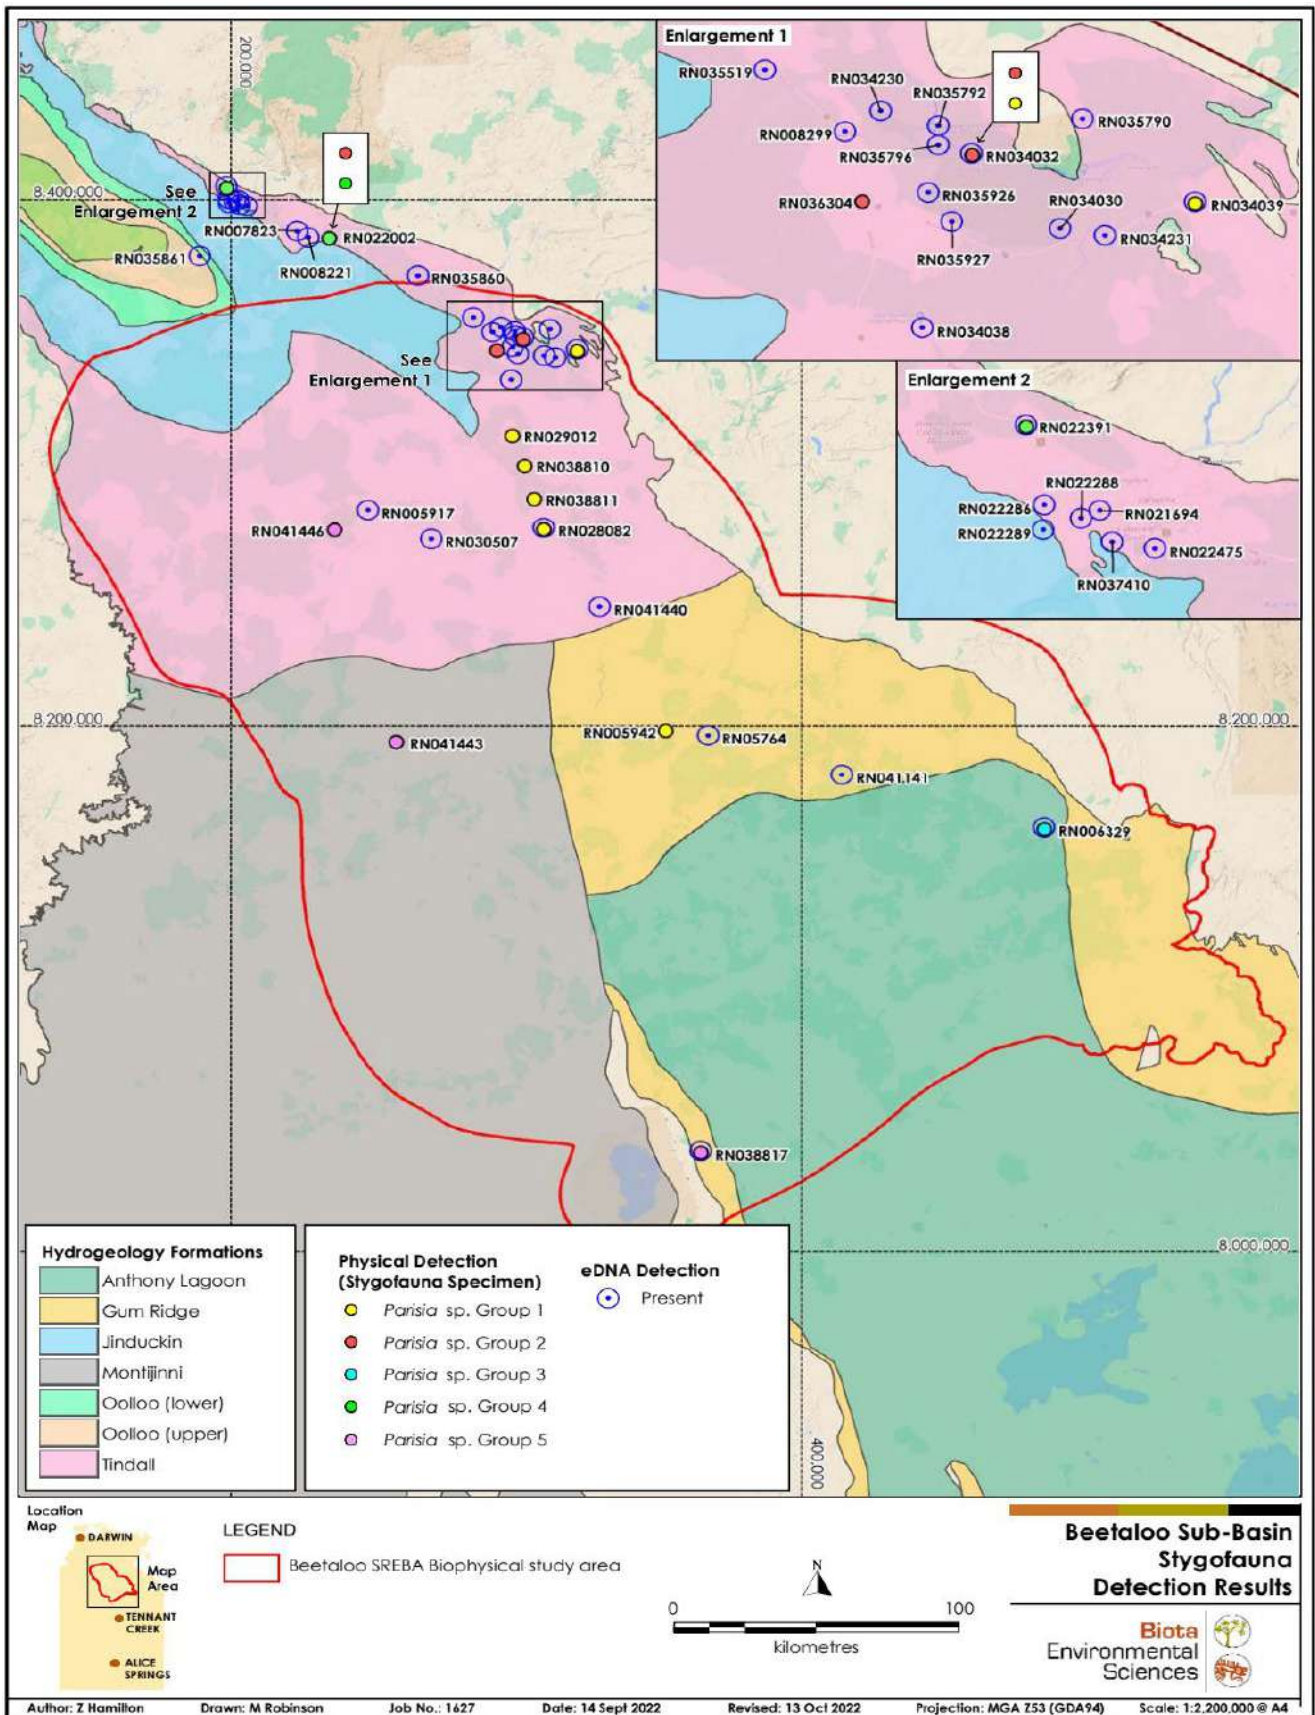 200,000
Enlargement 1
RN035519
RN034230
RN035792
RN008299
RN035796
RN034032
RN035790
RN036304
RN035926
RN034030
RN034039
RN035927
RN034231
RN034038
8,400,000
See
Enlargement 2
RN007823
RN022002
RN035861
RN008221
RN035860
See
Enlargement 1
Enlargement 2
RN022391
RN022288
RN022286
RN021694
RN022289
RN022475
RN037410
RN029012
RN038810
RN038811
RN005917
RN041446
RN030507
RN028082
RN041440
8,200,000
8,200,000
RN005942
RN05764
RN041443
RN041141
RN006329
RN038817
8,000,000
400,000
Hydrogeology Formations
Anthony Lagoon
Gum Ridge
Jinduckin
Montijinni
Oolloo (lower)
Oolloo (upper)
Tindall
Physical Detection
(Stygofauna Specimen)
Parisia sp. Group 1
Parisia sp. Group 2
Parisia sp. Group 3
Parisia sp. Group 4
Parisia sp. Group 5
eDNA Detection
Present
Location
Map
DARWIN
Map
Area
TENNANT
CREEK
ALICE
SPRINGS
LEGEND
Beetaloo SREBA Biophysical study area
N
0 100
kilometres
Beetaloo Sub-Basin
Stygofauna
Detection Results
Biota
Environmental
Sciences
Author: Z Hamilton Drawn: M Robinson Job No.: 1627 Date: 14 Sept 2022 Revised: 13 Oct 2022 Projection: MGA Z53 (GDA94) Scale: 1:2,200,000 @ A4